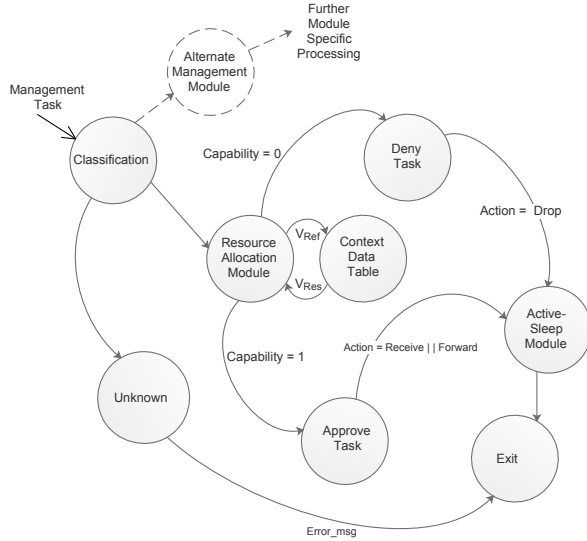 Further
Module
Specific
Processing
Alternate
Management
Module
Management
Task
Classification
Capability = 0
Deny
Task
Action = Drop
Resource
Allocation
Module
VRef
VRes
Context
Data
Table
Active-
Sleep
Module
Action = Receive | | Forward
Capability = 1
Unknown
Approve
Task
Exit
Error_msg